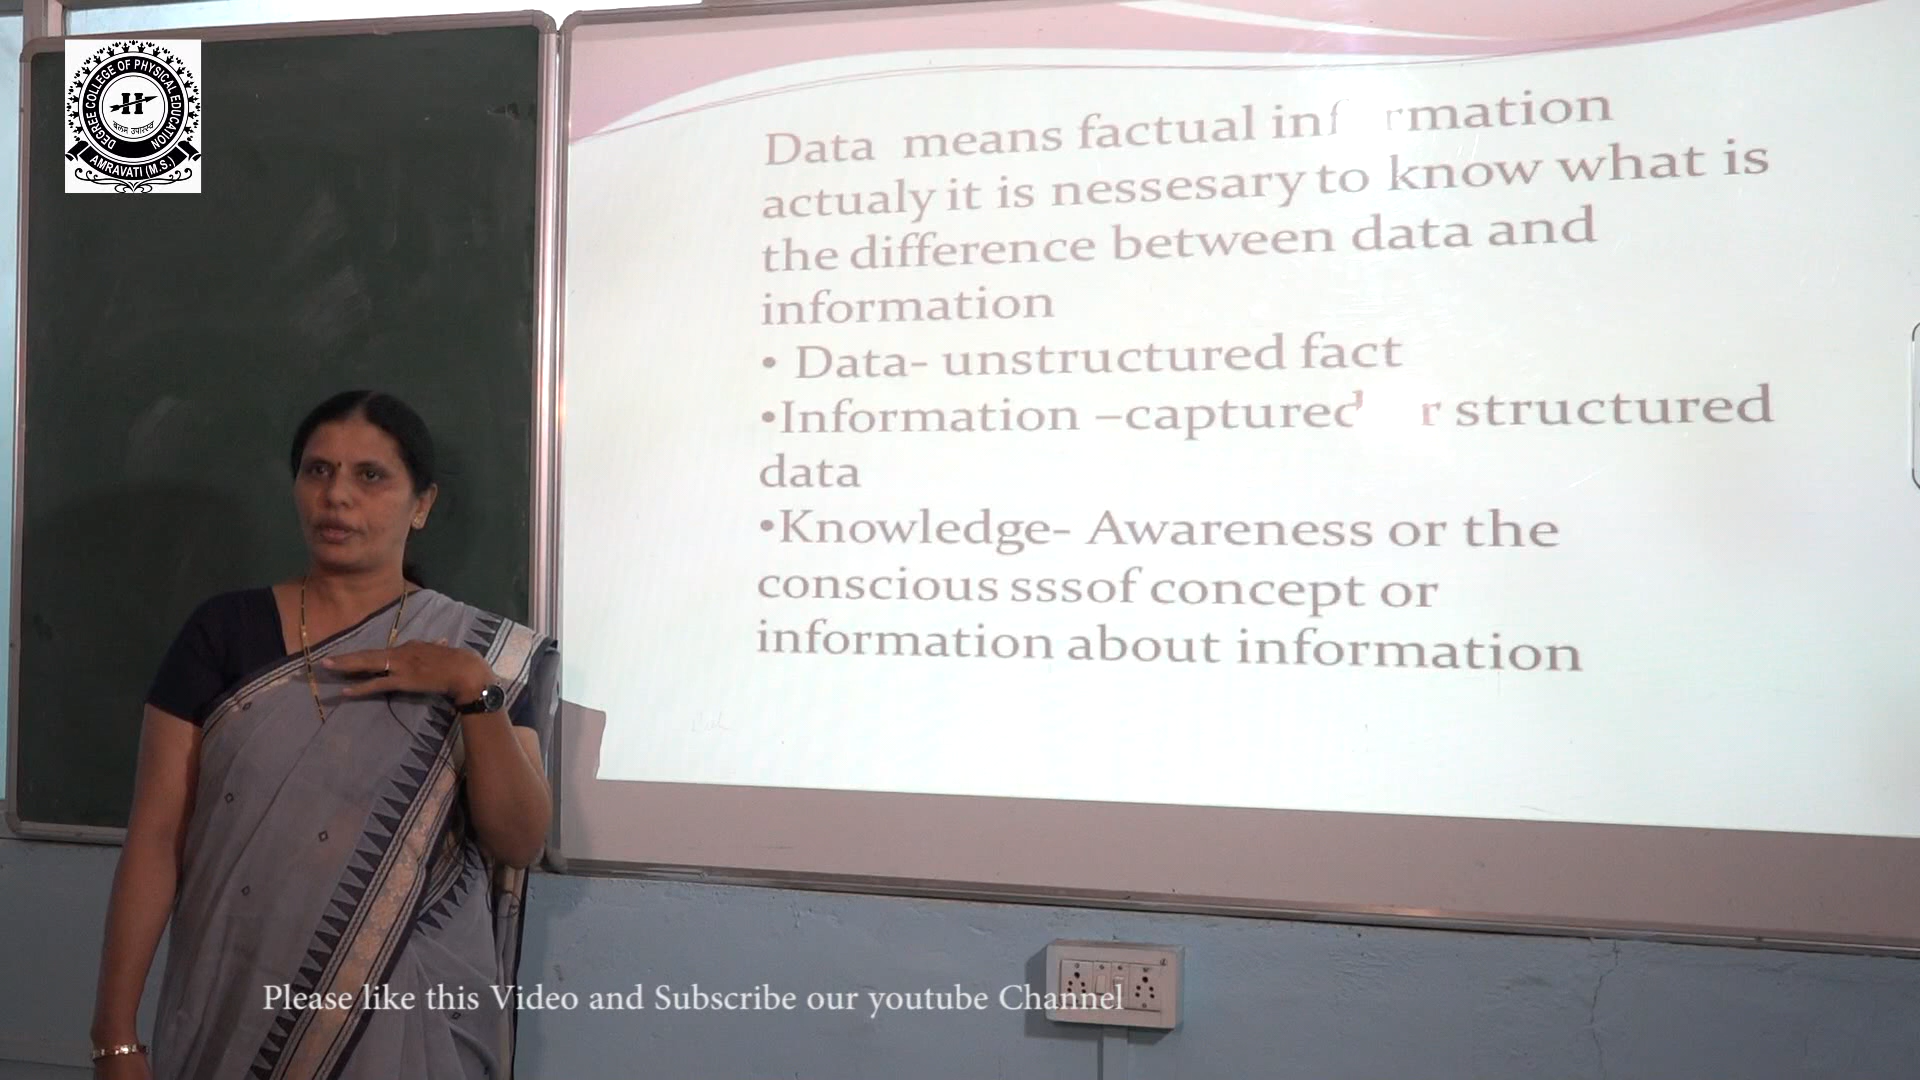 DEGREE COLLEGE OF PHYSICAL EDUCATION
H
AMRAVATI (M.S.)
Data means factual inf rmation
actualy it is nessesary to know what is
the difference between data and
information
• Data- unstructured fact
•Information –captured r structured
data
•Knowledge- Awareness or the
conscious sssof concept or
information about information
Please like this Video and Subscribe our youtube Channel